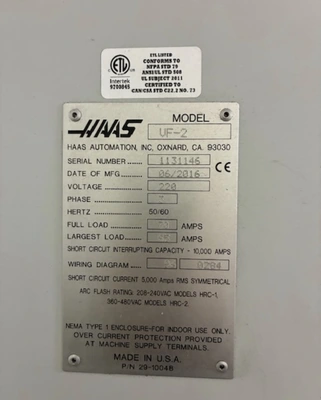 ETL LISTED
CONFORMS TO
NFPA STD 79
ANSI/UL STD 508
UL SUBJECT 2011
CERTIFIED TO
CAN/CSA STD C22.2 NO. 73
ETL
Intertek
HAAS
MODEL
VF-2
HAAS AUTOMATION, INC, OXNARD, CA. 93030
SERIAL NUMBER 1131146
CE
DATE OF MFG 06/2016
VOLTAGE 220
PHASE
HERTZ 50/60
FULL LOAD AMPS
LARGEST LOAD AMPS
SHORT CIRCUIT INTERRUPTING CAPACITY - 10,000 AMPS
WIRING DIAGRAM 0284
SHORT CIRCUIT CURRENT 5,000 Amps RMS SYMMETRICAL
ARC FLASH RATING: 208-240VAC MODELS HRC-1.
360-480VAC MODELS HRC-2.
NEMA TYPE 1 ENCLOSURE-FOR INDOOR USE ONLY.
OVER CURRENT PROTECTION PROVIDED
AT MACHINE SUPPLY TERMINALS.
MADE IN U.S.A.
P/N 29-1004B